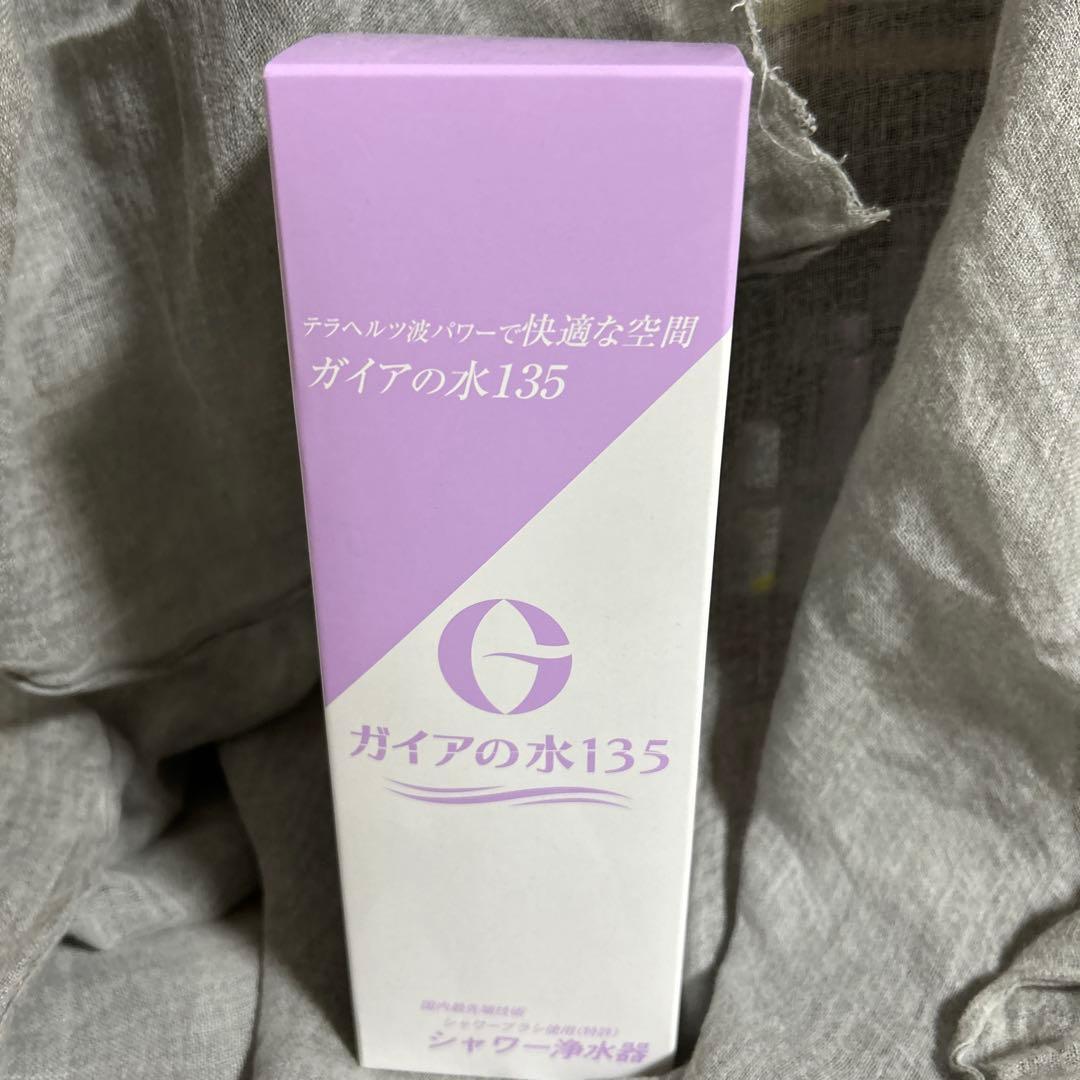 テラヘルツ波パワーで快適な空間
ガイアの水135
G
ガイアの水135
国内最先端技術
シャワープラシ使用(特許)
シャワー浄水器